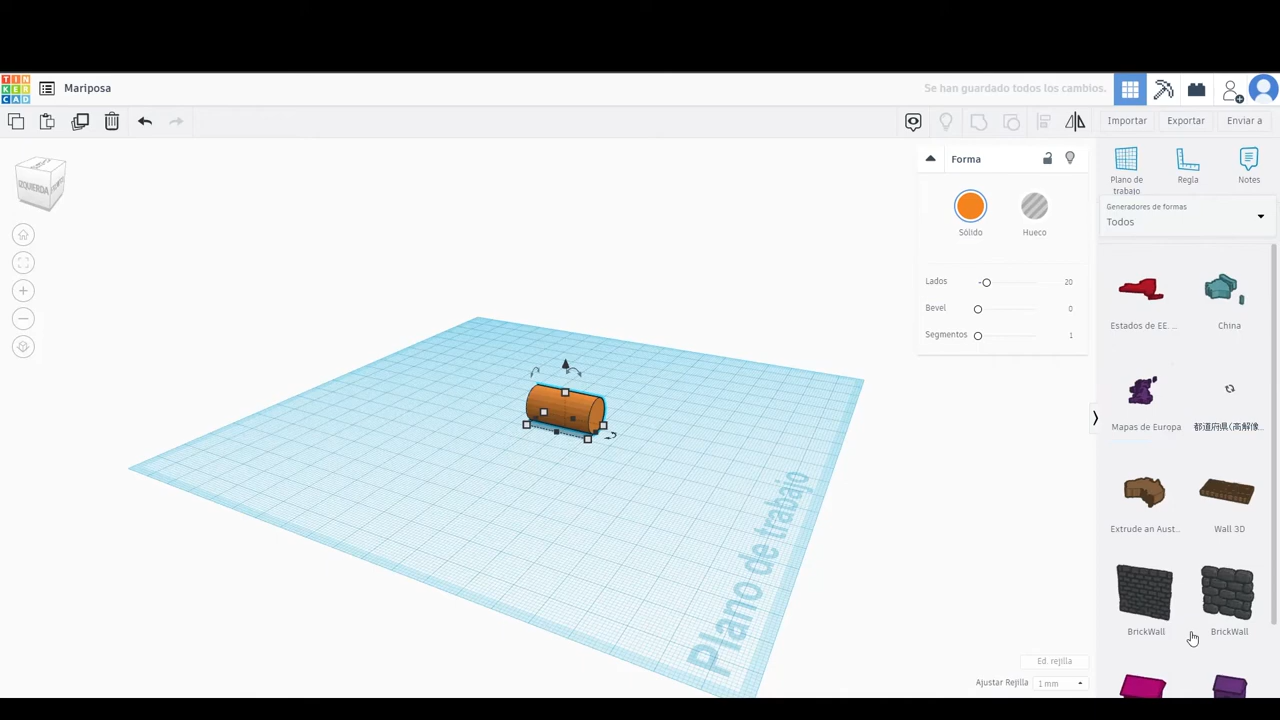 TIN
KER
CAD
Mariposa
Se han guardado todos los cambios.
Importar
Exportar
Enviar a
IZQUIERDA
Forma
Sólido
Hueco
Lados
20
Bevel
0
Segmentos
1
Plano de
trabajo
Regla
Notes
Generadores de formas
Todos
Estados de EE. ...
China
Mapas de Europa
都道府県(高解像...
Extrude an Aust...
Wall 3D
BrickWall
BrickWall
Plano de trabajo
Ed. rejilla
Ajustar Rejilla
1 mm